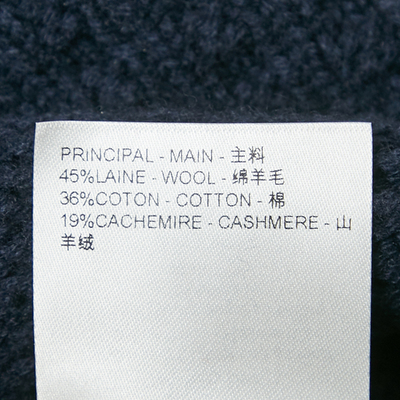 PRINCIPAL - MAIN - 主料
45%LAINE - WOOL - 绵羊毛
36%COTON - COTTON - 棉
19%CACHEMIRE - CASHMERE - 山
羊绒